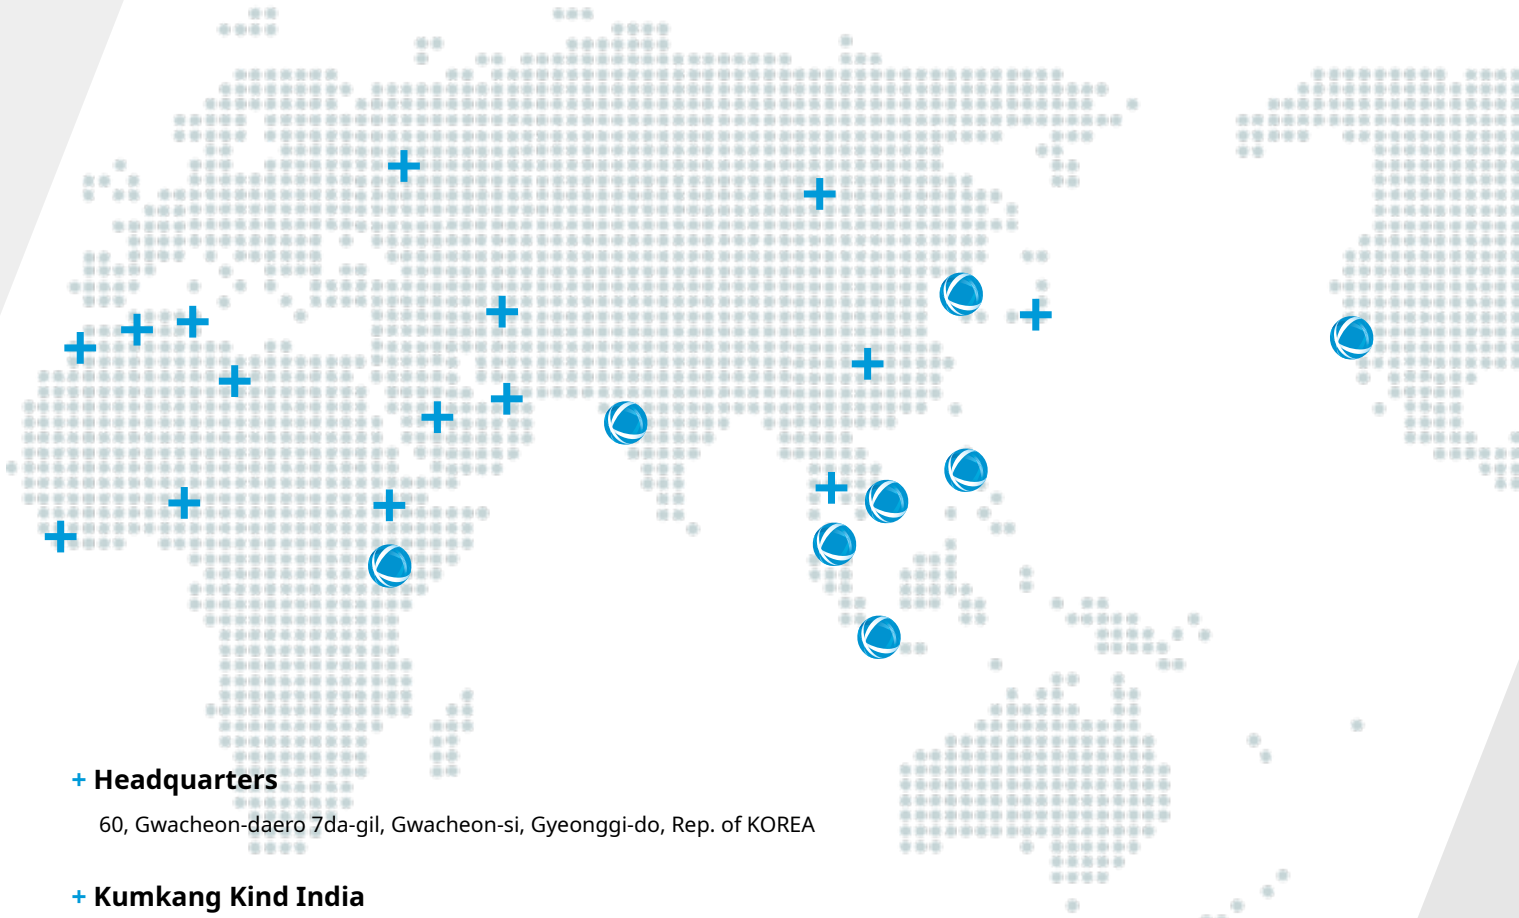 + Headquarters
60, Gwacheon-daero 7da-gil, Gwacheon-si, Gyeonggi-do, Rep. of KOREA
+ Kumkang Kind India